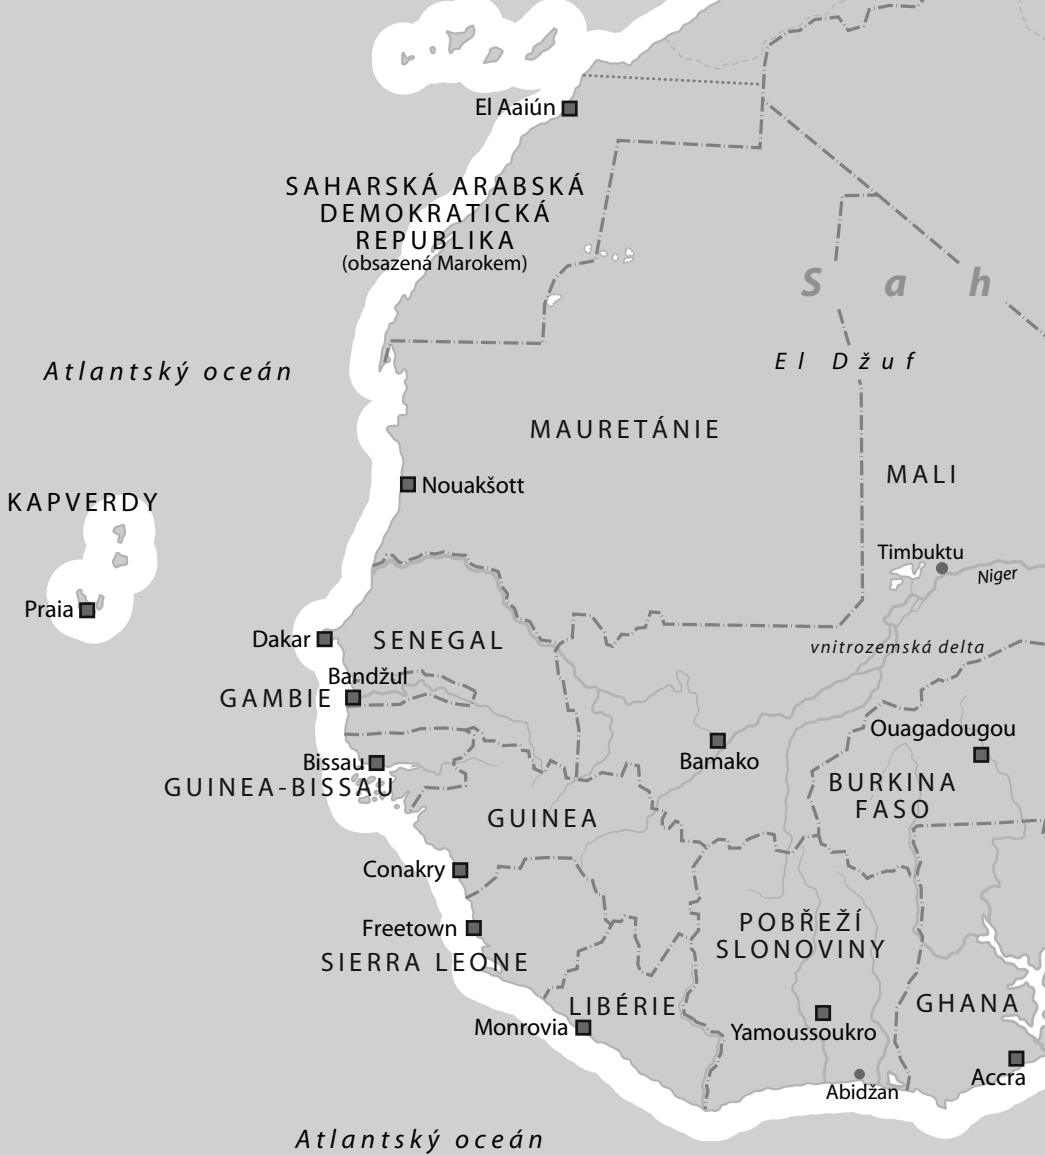 El Aaiún
SAHARSKÁ ARABSKÁ
DEMOKRATICKÁ
REPUBLIKA
(obsazená Marokem)
Sah
Atlantský oceán
El Džuf
MAURETÁNIE
MALI
Nouakšott
KAPVERDY
Timbuktu
Niger
Praia
Dakar
SENEGAL
vnitrozemská delta
Bandžul
GAMBIE
Ouagadougou
Bamako
Bissau
GUINEA-BISSAU
BURKINA
FASO
GUINEA
Conakry
Freetown
POBŘEŽÍ
SLONOVINY
SIERRA LEONE
LIBÉRIE
GHANA
Monrovia
Yamoussoukro
Accra
Abidžan
Atlantský oceán